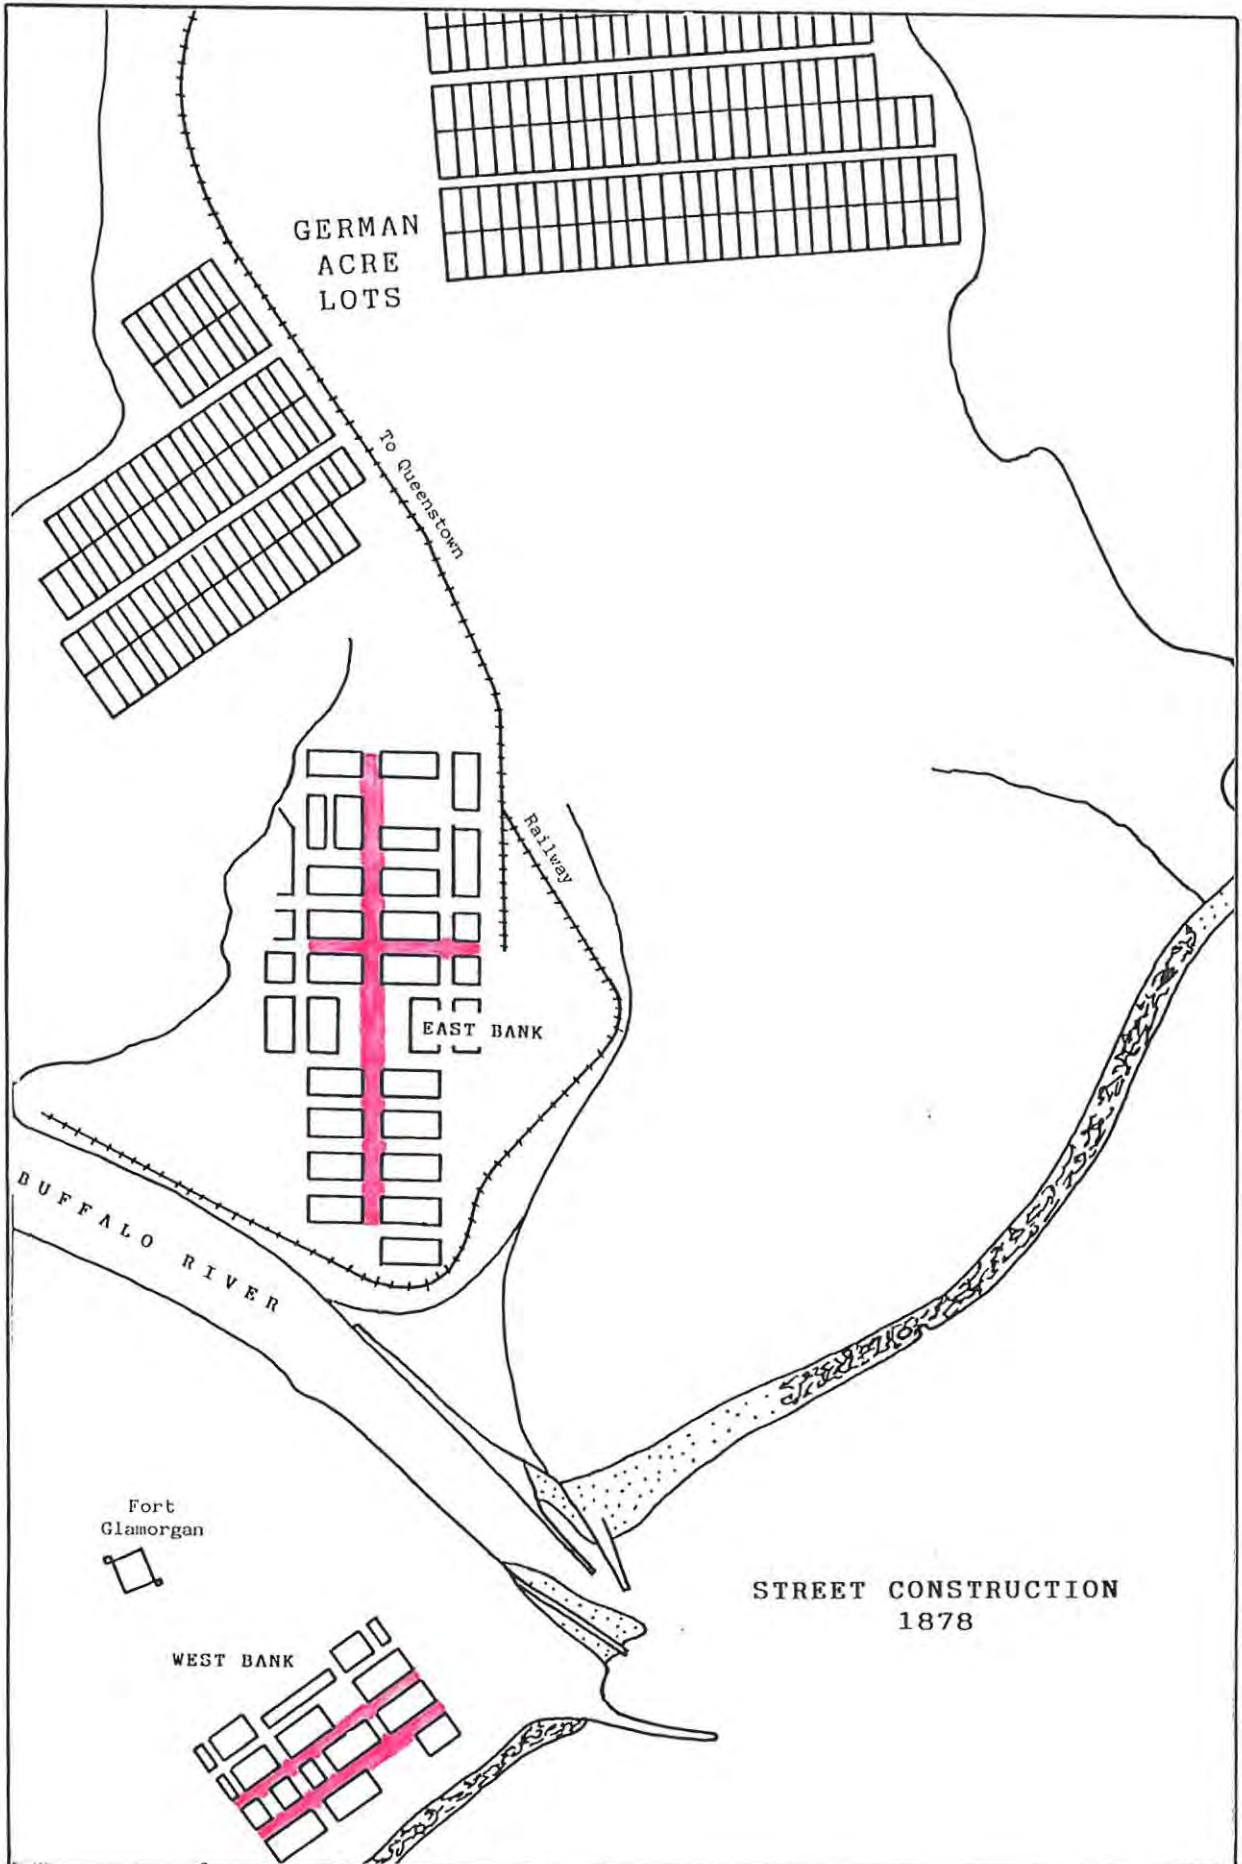 GERMAN
ACRE
LOTS
To Queenstown
Railway
EAST BANK
BUFFALO RIVER
Fort
Glamorgan
STREET CONSTRUCTION
1878
WEST BANK